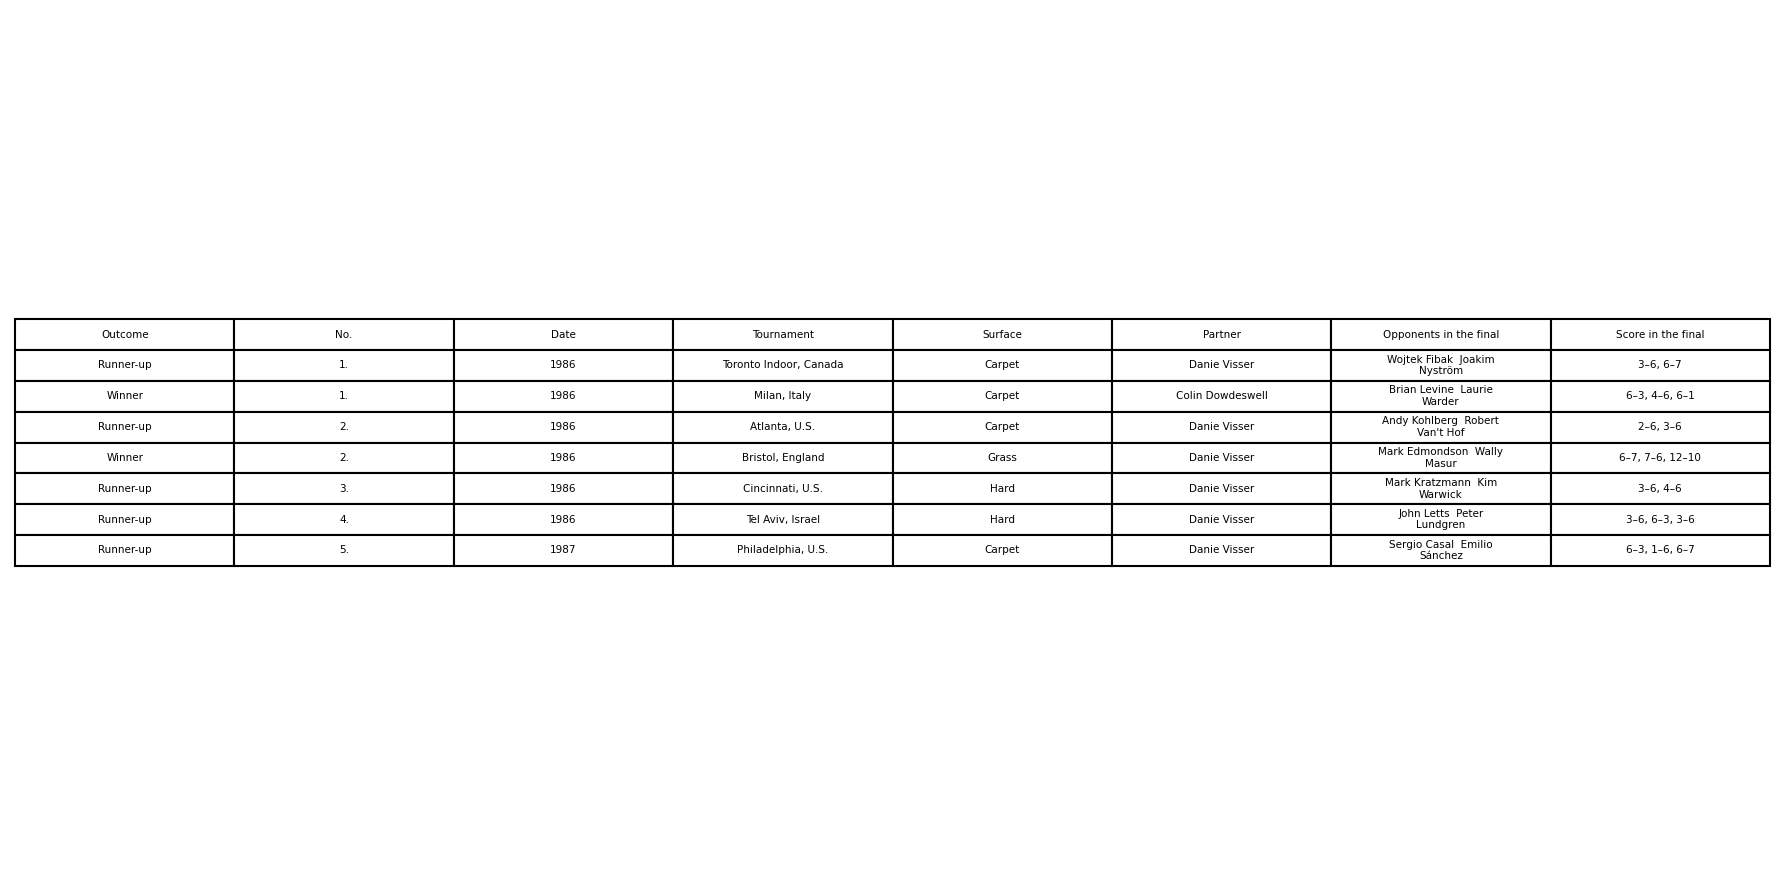 Outcome No. Date Tournament Surface Partner Opponents in the final Score in the final
Runner-up 1. 1986 Toronto Indoor, Canada Carpet Danie Visser Wojtek Fibak  Joakim Nyström 3–6, 6–7
Winner 1. 1986 Milan, Italy Carpet Colin Dowdeswell Brian Levine  Laurie Warder 6–3, 4–6, 6–1
Runner-up 2. 1986 Atlanta, U.S. Carpet Danie Visser Andy Kohlberg  Robert Van't Hof 2–6, 3–6
Winner 2. 1986 Bristol, England Grass Danie Visser Mark Edmondson  Wally Masur 6–7, 7–6, 12–10
Runner-up 3. 1986 Cincinnati, U.S. Hard Danie Visser Mark Kratzmann  Kim Warwick 3–6, 4–6
Runner-up 4. 1986 Tel Aviv, Israel Hard Danie Visser John Letts  Peter Lundgren 3–6, 6–3, 3–6
Runner-up 5. 1987 Philadelphia, U.S. Carpet Danie Visser Sergio Casal  Emilio Sánchez 6–3, 1–6, 6–7